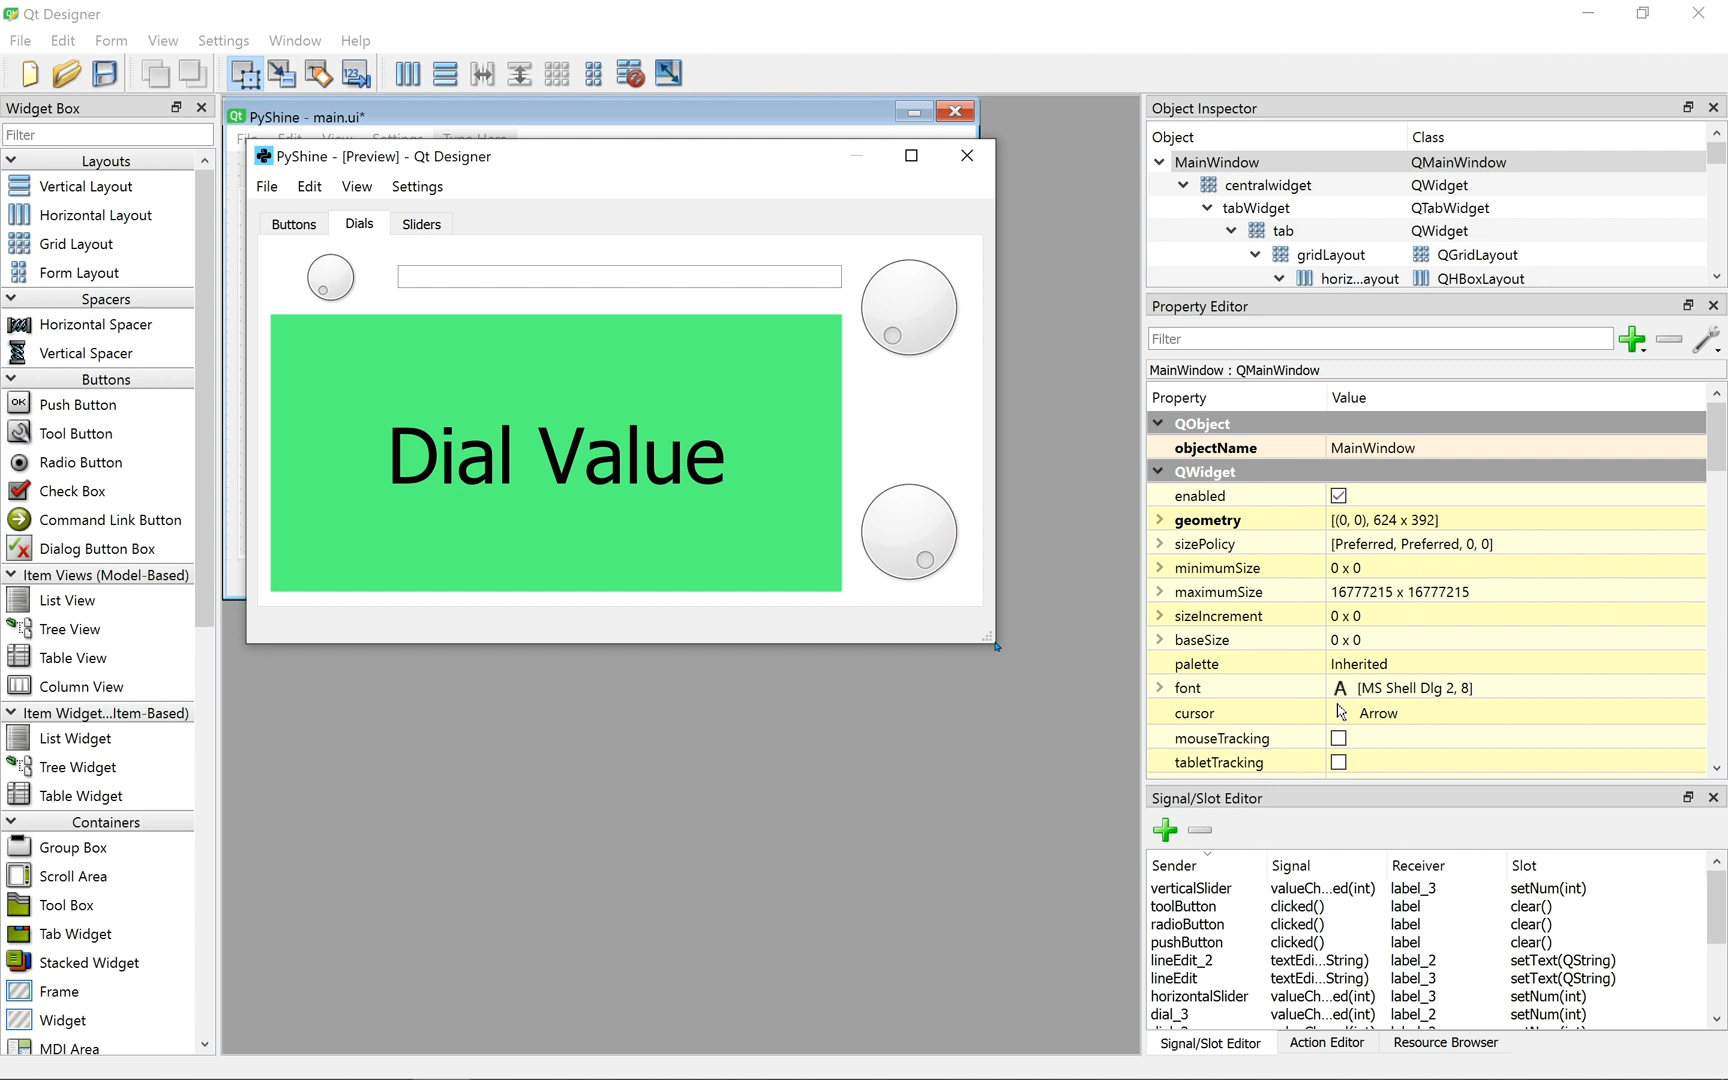 Qt Designer
File Edit Form View Settings Window Help
Widget Box
Filter
Layouts
Vertical Layout
Horizontal Layout
Grid Layout
Form Layout
Spacers
Horizontal Spacer
Vertical Spacer
Buttons
OK Push Button
Tool Button
Radio Button
Check Box
Command Link Button
Dialog Button Box
Item Views (Model-Based)
List View
Tree View
Table View
Column View
Item Widget...Item-Based)
List Widget
Tree Widget
Table Widget
Containers
Group Box
Scroll Area
Tool Box
Tab Widget
Stacked Widget
Frame
Widget
MDI Area
PyShine - main.ui*
PyShine - [Preview] - Qt Designer
File Edit View Settings
Buttons Dials Sliders
Dial Value
Object Inspector
Object Class
MainWindow QMainWindow
centralwidget QWidget
tabWidget QTabWidget
tab QWidget
gridLayout QGridLayout
horiz...ayout QHBoxLayout
Property Editor
Filter
MainWindow : QMainWindow
Property Value
QObject
objectName MainWindow
QWidget
enabled
geometry [(0, 0), 624 x 392]
sizePolicy [Preferred, Preferred, 0, 0]
minimumSize 0 x 0
maximumSize 16777215 x 16777215
sizeIncrement 0 x 0
baseSize 0 x 0
palette Inherited
font A [MS Shell Dlg 2, 8]
cursor Arrow
mouseTracking
tabletTracking
Signal/Slot Editor
Sender Signal Receiver Slot
verticalSlider valueCh...ed(int) label_3 setNum(int)
toolButton clicked() label clear()
radioButton clicked() label clear()
pushButton clicked() label clear()
lineEdit_2 textEdi...String) label_2 setText(QString)
lineEdit textEdi...String) label_3 setText(QString)
horizontalSlider valueCh...ed(int) label_3 setNum(int)
dial_3 valueCh...ed(int) label_2 setNum(int)
Signal/Slot Editor Action Editor Resource Browser